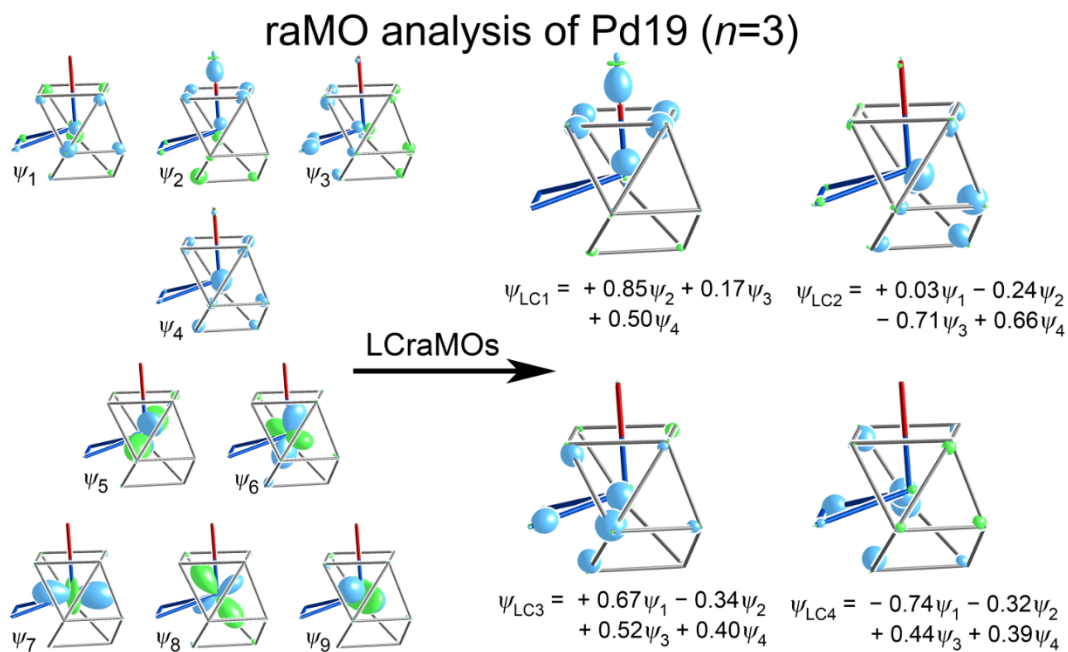 raMO analysis of Pd19 (n=3)
ψ1
ψ2
ψ3
ψ4
ψ5
ψ6
ψ7
ψ8
ψ9
LCraMOs
ψLC1 = + 0.85ψ2 + 0.17ψ3
+ 0.50ψ4
ψLC2 = + 0.03ψ1 − 0.24ψ2
− 0.71ψ3 + 0.66ψ4
ψLC3 = + 0.67ψ1 − 0.34ψ2
+ 0.52ψ3 + 0.40ψ4
ψLC4 = − 0.74ψ1 − 0.32ψ2
+ 0.44ψ3 + 0.39ψ4